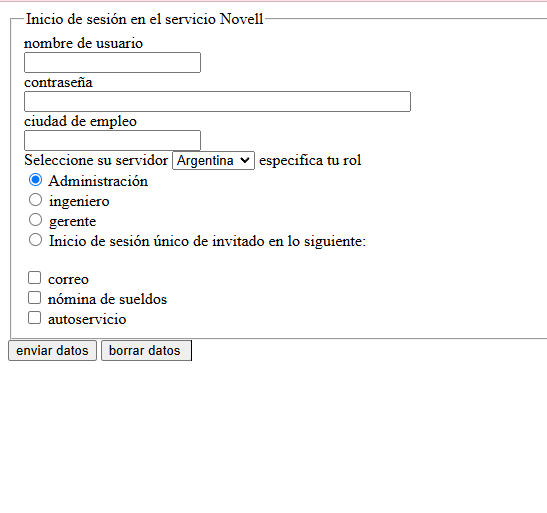 Inicio de sesión en el servicio Novell
nombre de usuario
contraseña
ciudad de empleo
Seleccione su servidor Argentina especifica tu rol
Administración
ingeniero
gerente
Inicio de sesión único de invitado en lo siguiente:
correo
nómina de sueldos
autoservicio
enviar datos borrar datos